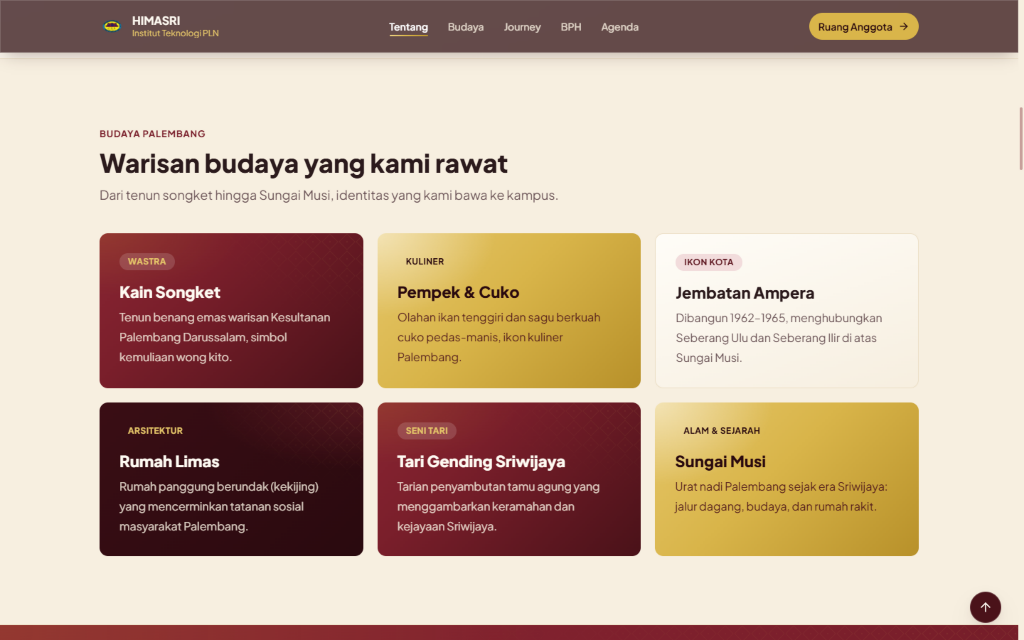 HIMASRI
Institut Teknologi PLN
Tentang
Budaya
Journey
BPH
Agenda
Ruang Anggota →
BUDAYA PALEMBANG
Warisan budaya yang kami rawat
Dari tenun songket hingga Sungai Musi, identitas yang kami bawa ke kampus.
WASTRA
Kain Songket
Tenun benang emas warisan Kesultanan
Palembang Darussalam, simbol
kemuliaan wong kito.
KULINER
Pempek & Cuko
Olahan ikan tenggiri dan sagu berkuah
cuko pedas-manis, ikon kuliner
Palembang.
IKON KOTA
Jembatan Ampera
Dibangun 1962–1965, menghubungkan
Seberang Ulu dan Seberang Ilir di atas
Sungai Musi.
ARSITEKTUR
Rumah Limas
Rumah panggung berundak (kekijing)
yang mencerminkan tatanan sosial
masyarakat Palembang.
SENI TARI
Tari Gending Sriwijaya
Tarian penyambutan tamu agung yang
menggambarkan keramahan dan
kejayaan Sriwijaya.
ALAM & SEJARAH
Sungai Musi
Urat nadi Palembang sejak era Sriwijaya:
jalur dagang, budaya, dan rumah rakit.